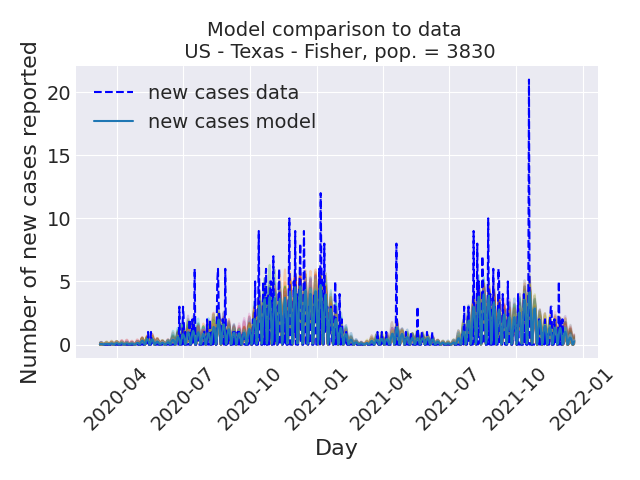 Model comparison to data
US - Texas - Fisher, pop. = 3830
Number of new cases reported
20
15
10
5
0
new cases data
new cases model
2020-04
2020-07
2020-10
2021-01
2021-04
2021-07
2021-10
2022-01
Day